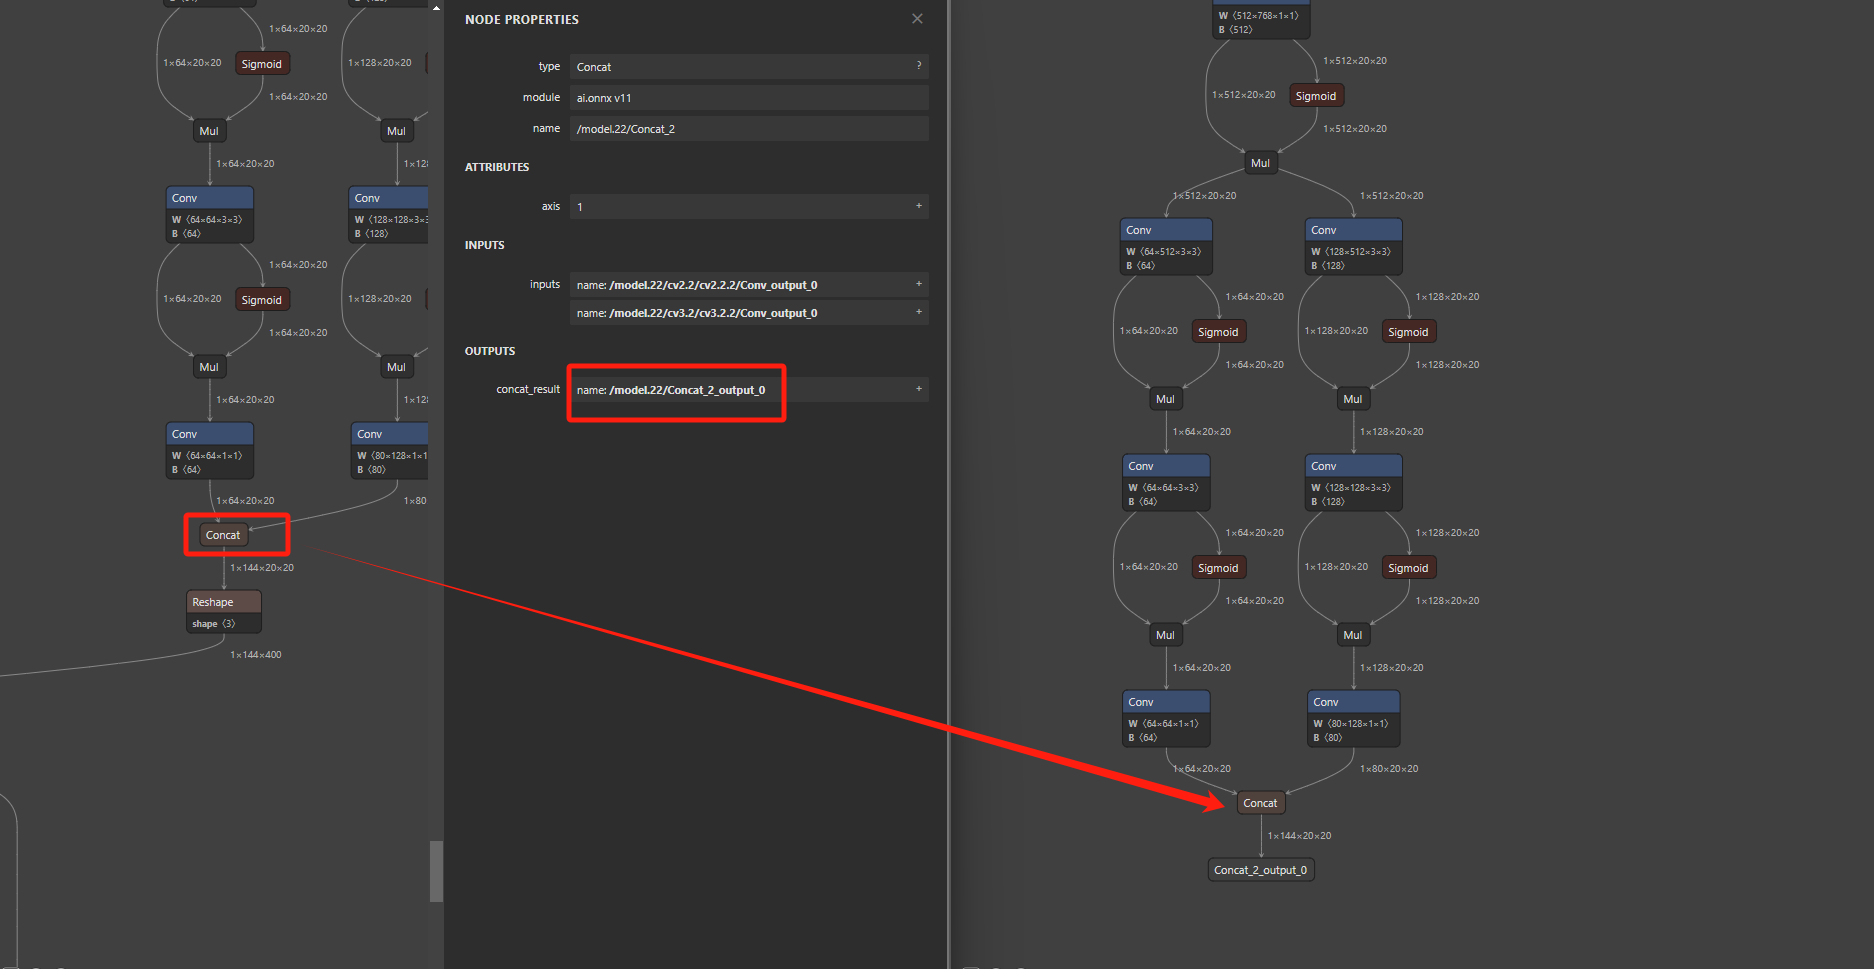 1×64×20×20
1×64×20×20
Sigmoid
1×128×20×20
1×64×20×20
Mul
Mul
1×64×20×20
Conv
W ⟨64×64×3×3⟩
B ⟨64⟩
Conv
W ⟨128×128×3×3
B ⟨128⟩
1×64×20×20
1×64×20×20
Sigmoid
1×128×20×20
1×64×20×20
Mul
Mul
1×64×20×20
Conv
W ⟨64×64×1×1⟩
B ⟨64⟩
Conv
W ⟨80×128×1×1
B ⟨80⟩
1×64×20×20
1×80
Concat
1×144×20×20
Reshape
shape ⟨3⟩
1×144×400
NODE PROPERTIES
×
type Concat ?
module ai.onnx v11
name /model.22/Concat_2
ATTRIBUTES
axis 1 +
INPUTS
inputs name: /model.22/cv2.2/cv2.2.2/Conv_output_0 +
name: /model.22/cv3.2/cv3.2.2/Conv_output_0 +
OUTPUTS
concat_result name: /model.22/Concat_2_output_0 +
W ⟨512×768×1×1⟩
B ⟨512⟩
1×512×20×20
1×512×20×20
Sigmoid
1×512×20×20
Mul
1×512×20×20
1×512×20×20
Conv
W ⟨64×512×3×3⟩
B ⟨64⟩
Conv
W ⟨128×512×3×3⟩
B ⟨128⟩
1×64×20×20
1×128×20×20
1×64×20×20
Sigmoid
1×128×20×20
Sigmoid
1×64×20×20
1×128×20×20
Mul
Mul
1×64×20×20
1×128×20×20
Conv
W ⟨64×64×3×3⟩
B ⟨64⟩
Conv
W ⟨128×128×3×3⟩
B ⟨128⟩
1×64×20×20
1×128×20×20
1×64×20×20
Sigmoid
1×128×20×20
Sigmoid
1×64×20×20
1×128×20×20
Mul
Mul
1×64×20×20
1×128×20×20
Conv
W ⟨64×64×1×1⟩
B ⟨64⟩
Conv
W ⟨80×128×1×1⟩
B ⟨80⟩
1×64×20×20
1×80×20×20
Concat
1×144×20×20
Concat_2_output_0